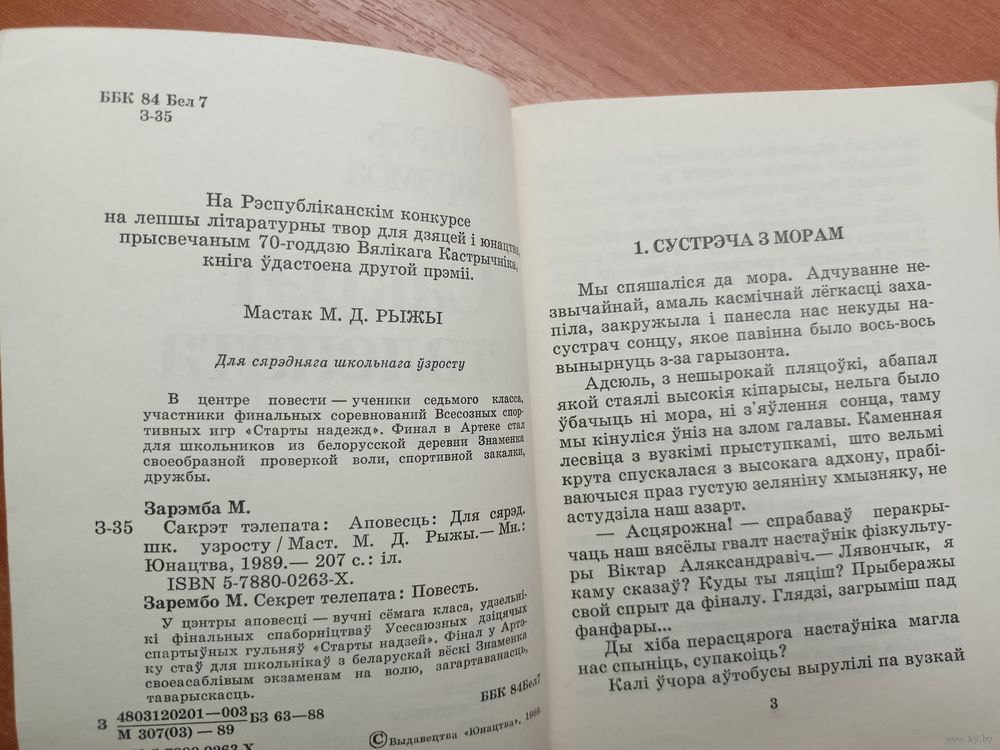 ББК 84 Бел 7
З-35
На Рэспубліканскім конкурсе
на лепшы літаратурны твор для дзяцей і юнацтва,
прысвечаным 70-годдзю Вялікага Кастрычніка,
кніга ўдастоена другой прэміі.
Мастак М. Д. РЫЖЫ
Для сярэдняга школьнага ўзросту
В центре повести — ученики седьмого класса,
участники финальных соревнований Всесоюзных спор-
тивных игр «Старты надежд». Финал в Артеке стал
для школьников из белорусской деревни Знаменка
своеобразной проверкой воли, спортивной закалки,
дружбы.
Зарэмба М.
З-35 Сакрэт тэлепата: Аповесць: Для сярэд.
шк. узросту / Маст. М. Д. Рыжы.— Мн.:
Юнацтва, 1989.— 207 с.: іл.
ISBN 5-7880-0263-X.
Зарембо М. Секрет телепата: Повесть.
У цэнтры аповесці — вучні сёмага класа, удзельні-
кі фінальных спаборніцтваў Усесаюзных дзіцячых
спартыўных гульняў «Старты надзей». Фінал у Артэ-
ку стаў для школьнікаў з беларускай вёскі Знаменка
своеасаблівым экзаменам на волю, загартаванасць,
таварыскасць.
З 4803120201—003 БЗ 63—88
М 307(03) — 89
ББК 84Бел7
© Выдавецтва «Юнацтва», 1989.
1. СУСТРЭЧА З МОРАМ
Мы спяшаліся да мора. Адчуванне не-
звычайнай, амаль касмічнай лёгкасці заха-
піла, закружыла і панесла нас некуды на-
сустрач сонцу, якое павінна было вось-вось
вынырнуць з-за гарызонта.
Адсюль, з нешырокай пляцоўкі, абапал
якой стаялі высокія кіпарысы, нельга было
ўбачыць ні мора, ні з'яўлення сонца, таму
мы кінуліся ўніз на злом галавы. Каменная
лесвіца з вузкімі прыступкамі, што вельмі
крута спускалася з высокага адхону, прабі-
ваючыся праз густую зеляніну хмызняку, не
астудзіла наш азарт.
— Асцярожна! — спрабаваў перакры-
чаць наш вясёлы гвалт настаўнік фізкульту-
ры Віктар Аляксандравіч.— Лявончык, я
каму сказаў? Куды ты ляціш? Прыберажы
свой спрыт да фіналу. Глядзі, загрыміш пад
фанфары...
Ды хіба перасцярога настаўніка магла
нас спыніць, супакоіць?
Калі ўчора аўтобусы вырулілі па вузкай
3
www.ay.by